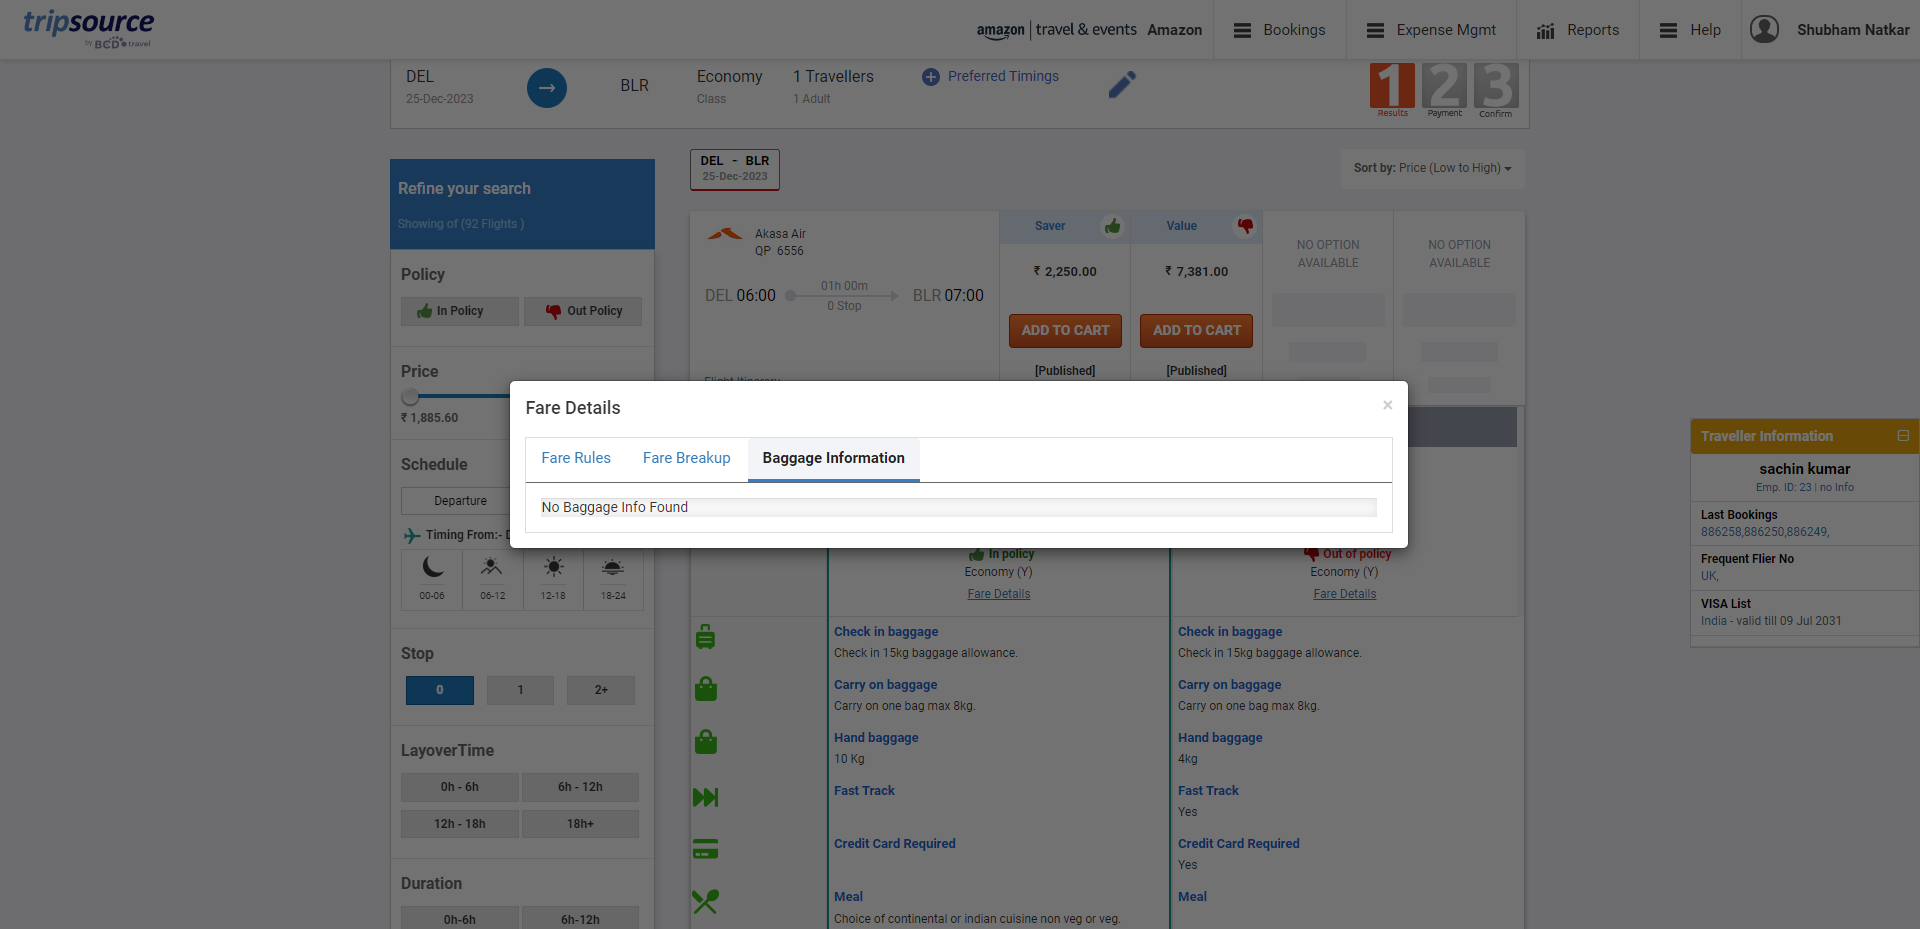 tripsource
by BCD travel
amazon | travel & events Amazon
Bookings
Expense Mgmt
Reports
Help
Shubham Natkar
DEL
25-Dec-2023
BLR
Economy
Class
1 Travellers
1 Adult
Preferred Timings
1 2 3
Results Payment Confirm
Refine your search
Showing of (92 Flights )
DEL - BLR
25-Dec-2023
Sort by: Price (Low to High)
Policy
In Policy
Out Policy
Price
₹ 1,885.60
Schedule
Departure
Timing From:- D
00-06
06-12
12-18
18-24
Stop
0
1
2+
LayoverTime
0h - 6h
6h - 12h
12h - 18h
18h+
Duration
0h-6h
6h-12h
Akasa Air
QP 6556
DEL 06:00
01h 00m
0 Stop
BLR 07:00
Saver
₹ 2,250.00
ADD TO CART
[Published]
Value
₹ 7,381.00
ADD TO CART
[Published]
NO OPTION
AVAILABLE
NO OPTION
AVAILABLE
Flight Itinerary
Fare Details
×
Fare Rules
Fare Breakup
Baggage Information
No Baggage Info Found
In policy
Economy (Y)
Fare Details
Out of policy
Economy (Y)
Fare Details
Check in baggage
Check in 15kg baggage allowance.
Check in baggage
Check in 15kg baggage allowance.
Carry on baggage
Carry on one bag max 8kg.
Carry on baggage
Carry on one bag max 8kg.
Hand baggage
10 Kg
Hand baggage
4kg
Fast Track
Fast Track
Yes
Credit Card Required
Credit Card Required
Yes
Meal
Choice of continental or indian cuisine non veg or veg.
Meal
Traveller Information
sachin kumar
Emp. ID: 23 | no Info
Last Bookings
886258,886250,886249,
Frequent Flier No
UK,
VISA List
India - valid till 09 Jul 2031